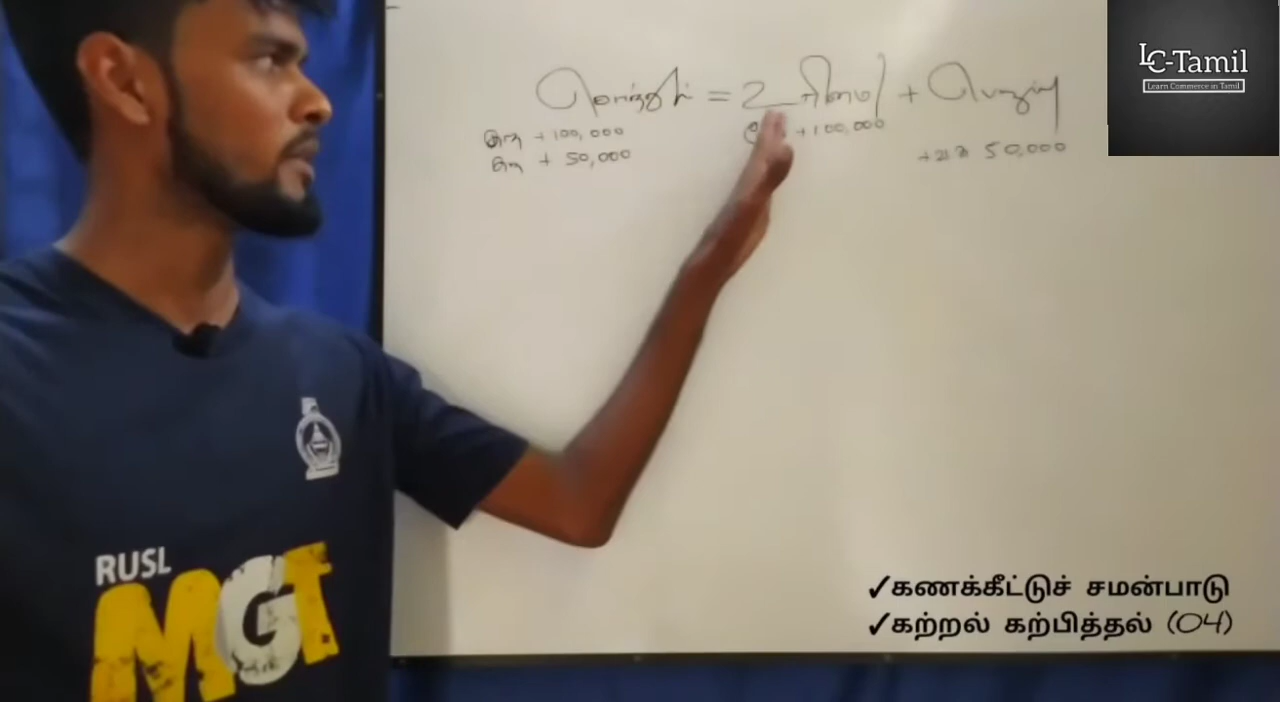 LC-Tamil
Learn Commerce in Tamil
சொத்து = உரிமை + பொறுப்பு
+ 100,000 +100,000
+ 50,000 + 50,000
RUSL
MGT
✓கணக்கீட்டுச் சமன்பாடு
✓கற்றல் கற்பித்தல் (04)